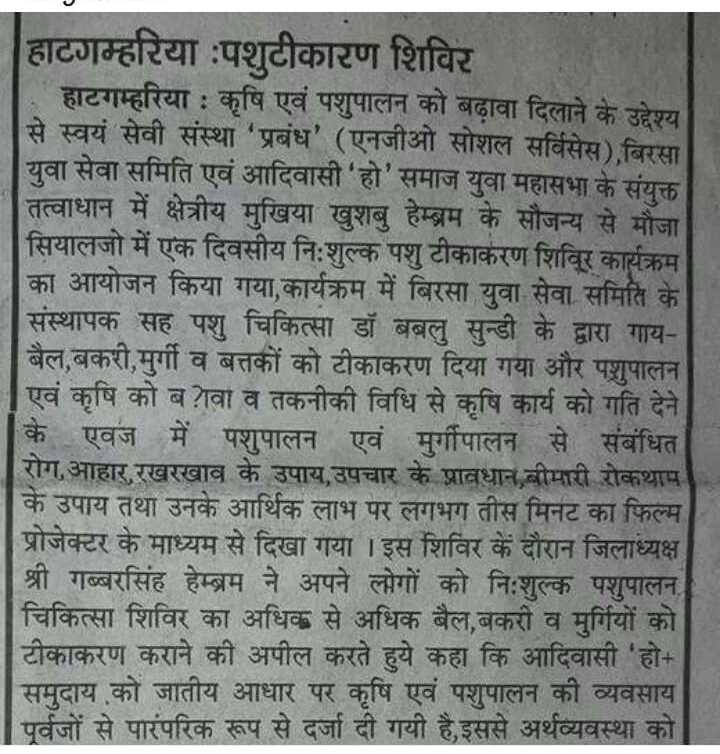 हाटगम्हरिया :पशुटीकारण शिविर
हाटगम्हरिया : कृषि एवं पशुपालन को बढ़ावा दिलाने के उद्देश्य
से स्वयं सेवी संस्था 'प्रबंध' (एनजीओ सोशल सर्विसेस),बिरसा
युवा सेवा समिति एवं आदिवासी 'हो' समाज युवा महासभा के संयुक्त
तत्वाधान में क्षेत्रीय मुखिया खुशबु हेम्ब्रम के सौजन्य से मौजा
सियालजो में एक दिवसीय नि:शुल्क पशु टीकाकरण शिविर कार्यक्रम
का आयोजन किया गया,कार्यक्रम में बिरसा युवा सेवा समिति के
संस्थापक सह पशु चिकित्सा डॉ बबलु सुन्डी के द्वारा गाय-
बैल,बकरी,मुर्गी व बत्तकों को टीकाकरण दिया गया और पशुपालन
एवं कृषि को ब ?ावा व तकनीकी विधि से कृषि कार्य को गति देने
के एवज में पशुपालन एवं मुर्गीपालन से संबंधित
रोग,आहार,रखरखाव के उपाय,उपचार के प्रावधान,बीमारी रोकथाम
के उपाय तथा उनके आर्थिक लाभ पर लगभग तीस मिनट का फिल्म
प्रोजेक्टर के माध्यम से दिखा गया । इस शिविर के दौरान जिलाध्यक्ष
श्री गब्बरसिंह हेम्ब्रम ने अपने लोगों को नि:शुल्क पशुपालन
चिकित्सा शिविर का अधिक से अधिक बैल,बकरी व मुर्गियों को
टीकाकरण कराने की अपील करते हुये कहा कि आदिवासी 'हो+
समुदाय को जातीय आधार पर कृषि एवं पशुपालन की व्यवसाय
पूर्वजों से पारंपरिक रूप से दर्जा दी गयी है,इससे अर्थव्यवस्था को